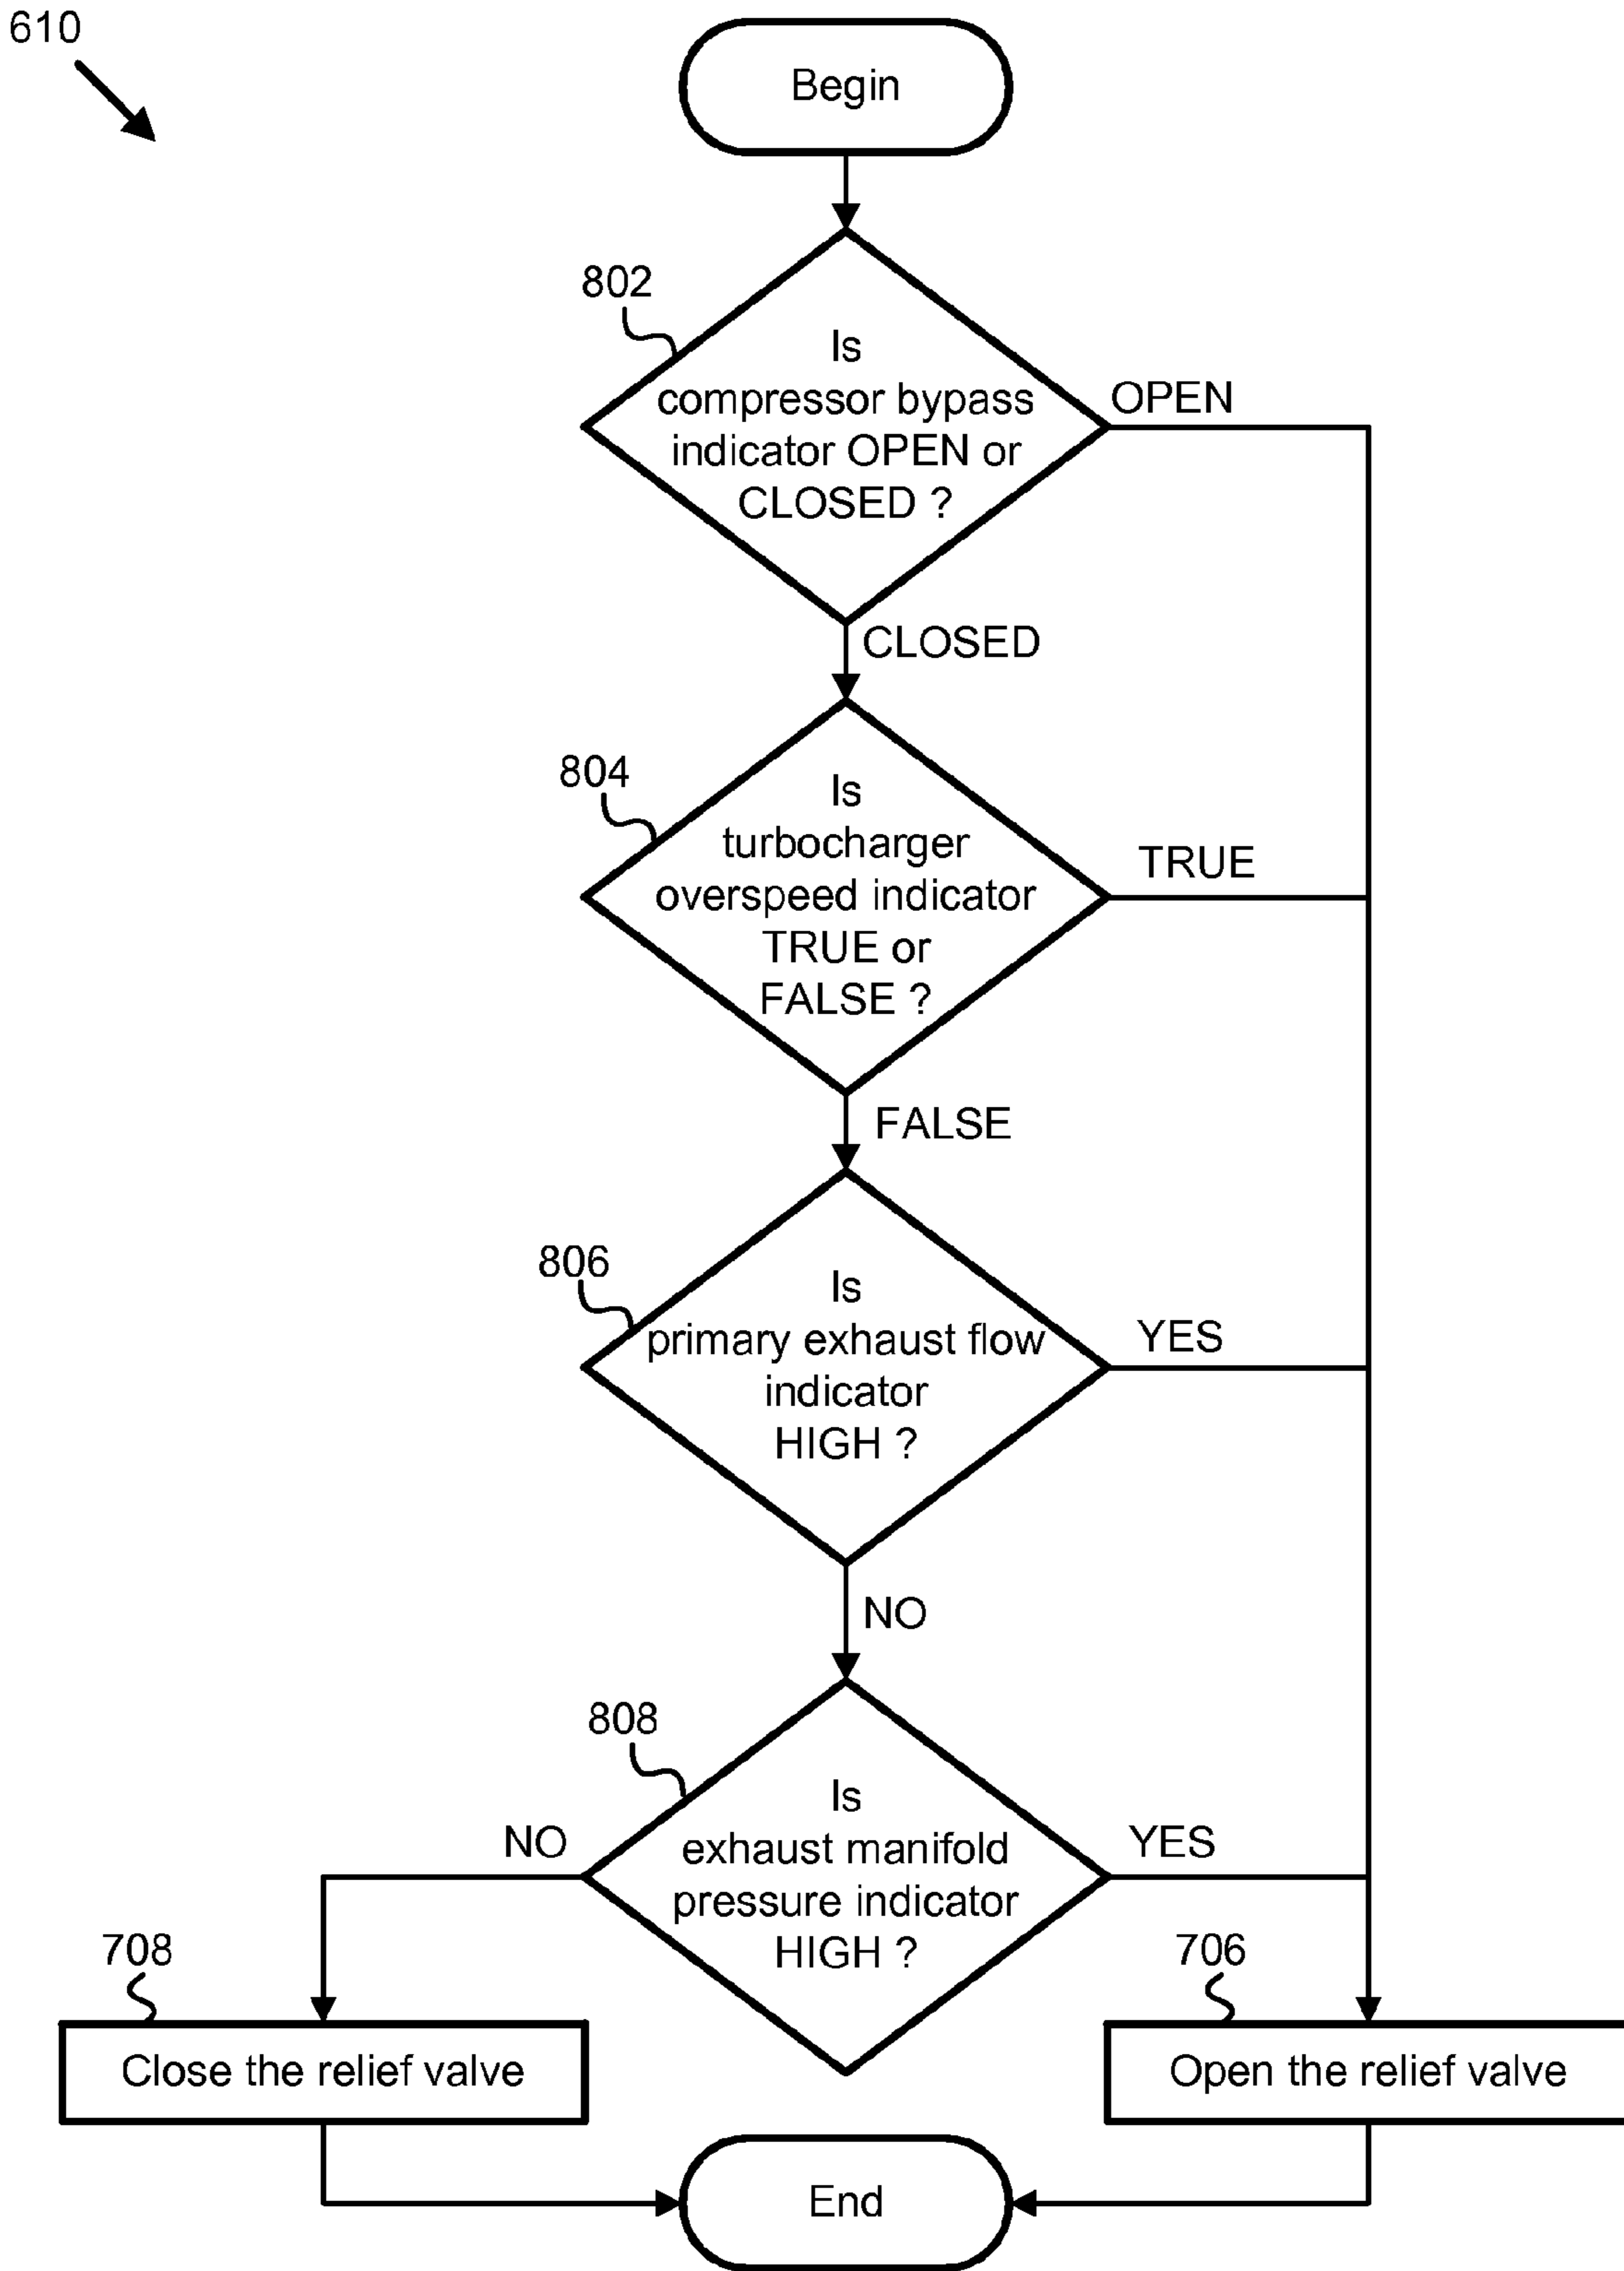 610
Begin
802
Is
compressor bypass
indicator OPEN or
CLOSED ?
OPEN
CLOSED
804
Is
turbocharger
overspeed indicator
TRUE or
FALSE ?
TRUE
FALSE
806
Is
primary exhaust flow
indicator
HIGH ?
YES
NO
808
Is
exhaust manifold
pressure indicator
HIGH ?
NO
YES
708
Close the relief valve
706
Open the relief valve
End